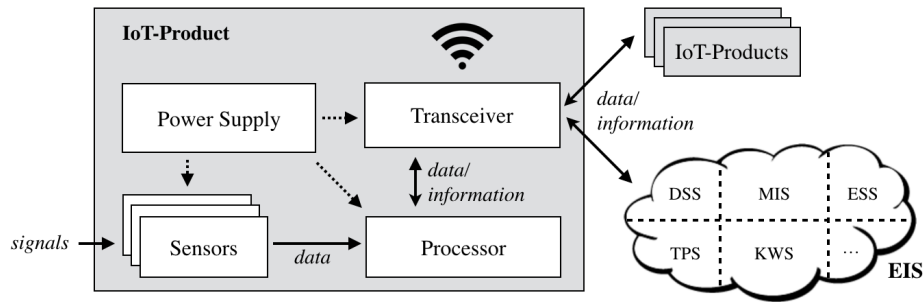 IoT-Product
IoT-Products
Power Supply
Transceiver
data/
information
data/
information
DSS
MIS
ESS
signals
Sensors
data
Processor
TPS
KWS
...
EIS